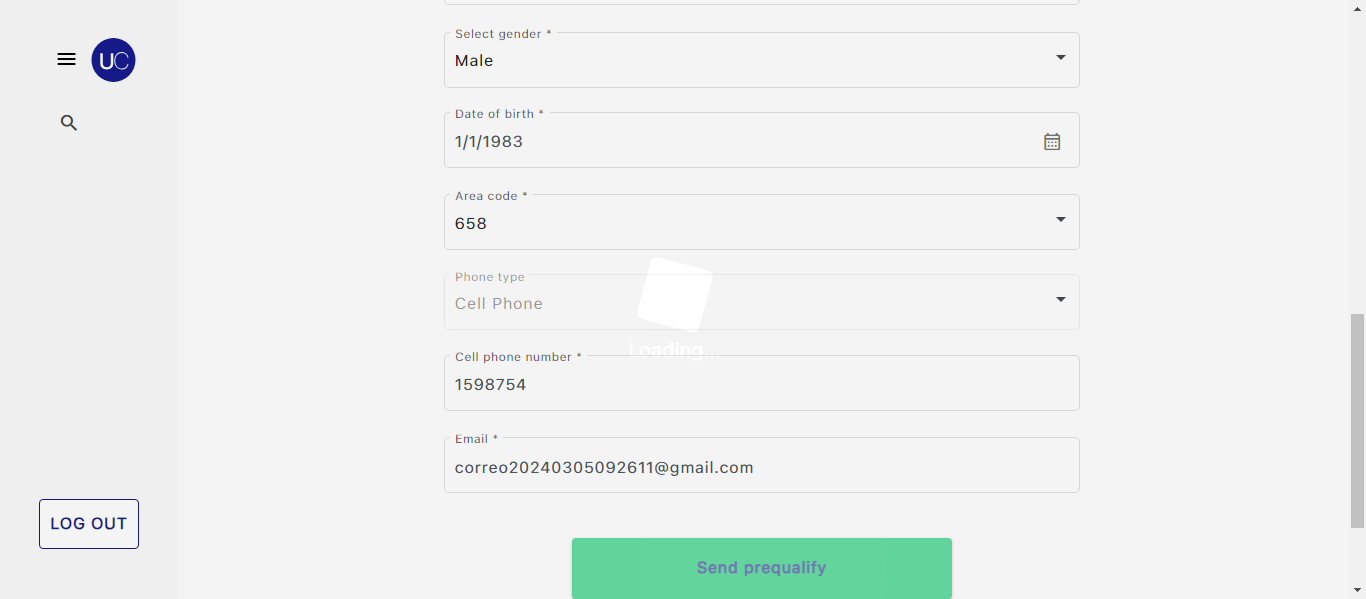 UC
Select gender *
Male
Date of birth *
1/1/1983
Area code *
658
Phone type
Cell Phone
Loading...
Cell phone number *
1598754
Email *
correo20240305092611@gmail.com
LOG OUT
Send prequalify